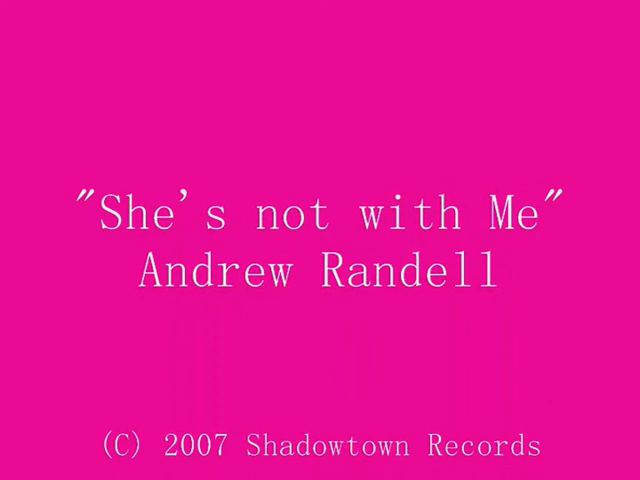 "She's not with Me"
Andrew Randell
(C) 2007 Shadowtown Records